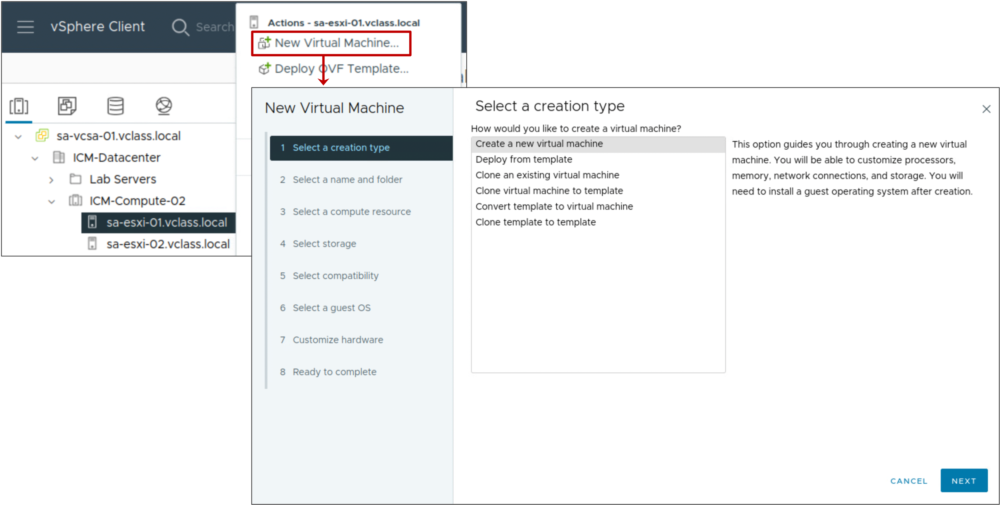 vSphere Client
Search
Actions - sa-esxi-01.vclass.local
New Virtual Machine...
Deploy OVF Template...
sa-vcsa-01.vclass.local
ICM-Datacenter
Lab Servers
ICM-Compute-02
sa-esxi-01.vclass.local
sa-esxi-02.vclass.local
New Virtual Machine
1 Select a creation type
2 Select a name and folder
3 Select a compute resource
4 Select storage
5 Select compatibility
6 Select a guest OS
7 Customize hardware
8 Ready to complete
Select a creation type
How would you like to create a virtual machine?
Create a new virtual machine
Deploy from template
Clone an existing virtual machine
Clone virtual machine to template
Convert template to virtual machine
Clone template to template
This option guides you through creating a new virtual
machine. You will be able to customize processors,
memory, network connections, and storage. You will
need to install a guest operating system after creation.
CANCEL
NEXT